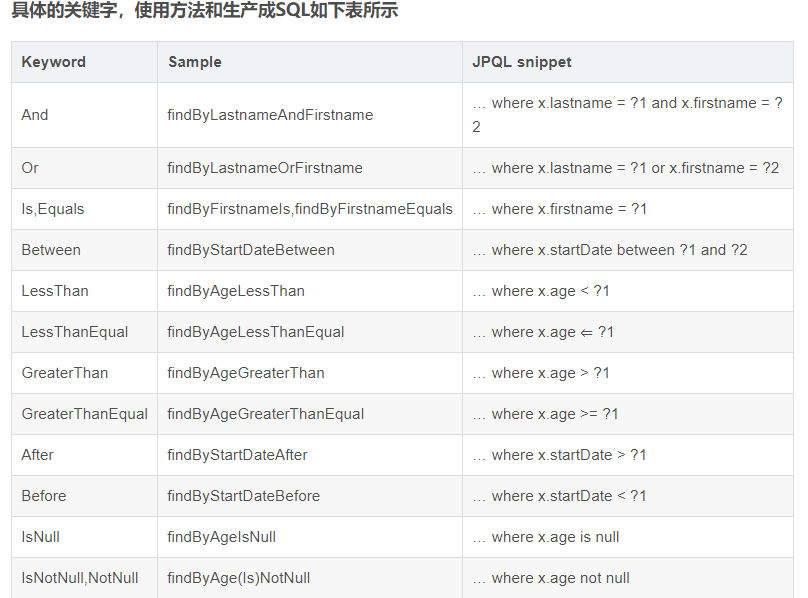 具体的关键字，使用方法和生产成SQL如下表所示
Keyword Sample JPQL snippet
And findByLastnameAndFirstname … where x.lastname = ?1 and x.firstname = ?
2
Or findByLastnameOrFirstname … where x.lastname = ?1 or x.firstname = ?2
Is,Equals findByFirstnameIs,findByFirstnameEquals … where x.firstname = ?1
Between findByStartDateBetween … where x.startDate between ?1 and ?2
LessThan findByAgeLessThan … where x.age < ?1
LessThanEqual findByAgeLessThanEqual … where x.age ⇐ ?1
GreaterThan findByAgeGreaterThan … where x.age > ?1
GreaterThanEqual findByAgeGreaterThanEqual … where x.age >= ?1
After findByStartDateAfter … where x.startDate > ?1
Before findByStartDateBefore … where x.startDate < ?1
IsNull findByAgeIsNull … where x.age is null
IsNotNull,NotNull findByAge(Is)NotNull … where x.age not null